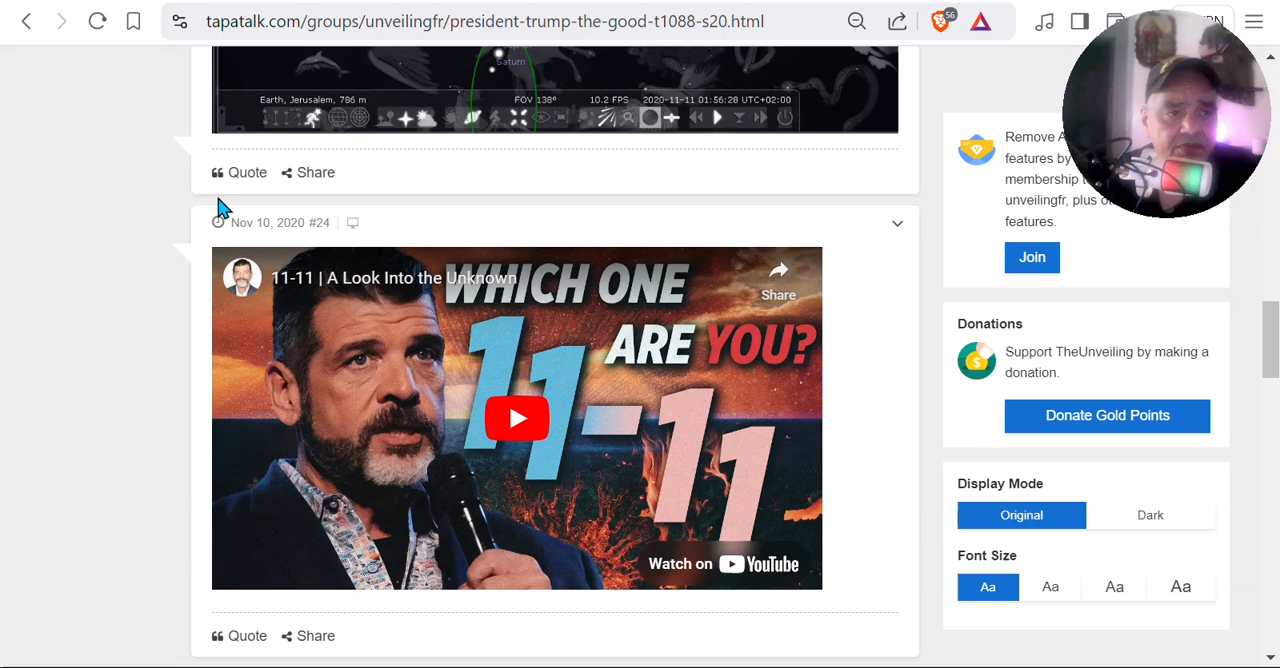 tapatalk.com/groups/unveilingfr/president-trump-the-good-t1088-s20.html
56
Saturn
Earth, Jerusalem, 786 m
FOV 138°
10.2 FPS
2020-11-11 01:56:28 UTC+02:00
Quote
Share
Nov 10, 2020 #24
11-11 | A Look Into the Unknown
Share
WHICH ONE
ARE YOU?
11-11
Watch on YouTube
Quote
Share
Remove A
features by
membership t
unveilingfr, plus o
features.
Join
Donations
Support TheUnveiling by making a
donation.
Donate Gold Points
Display Mode
Original
Dark
Font Size
Aa
Aa
Aa
Aa